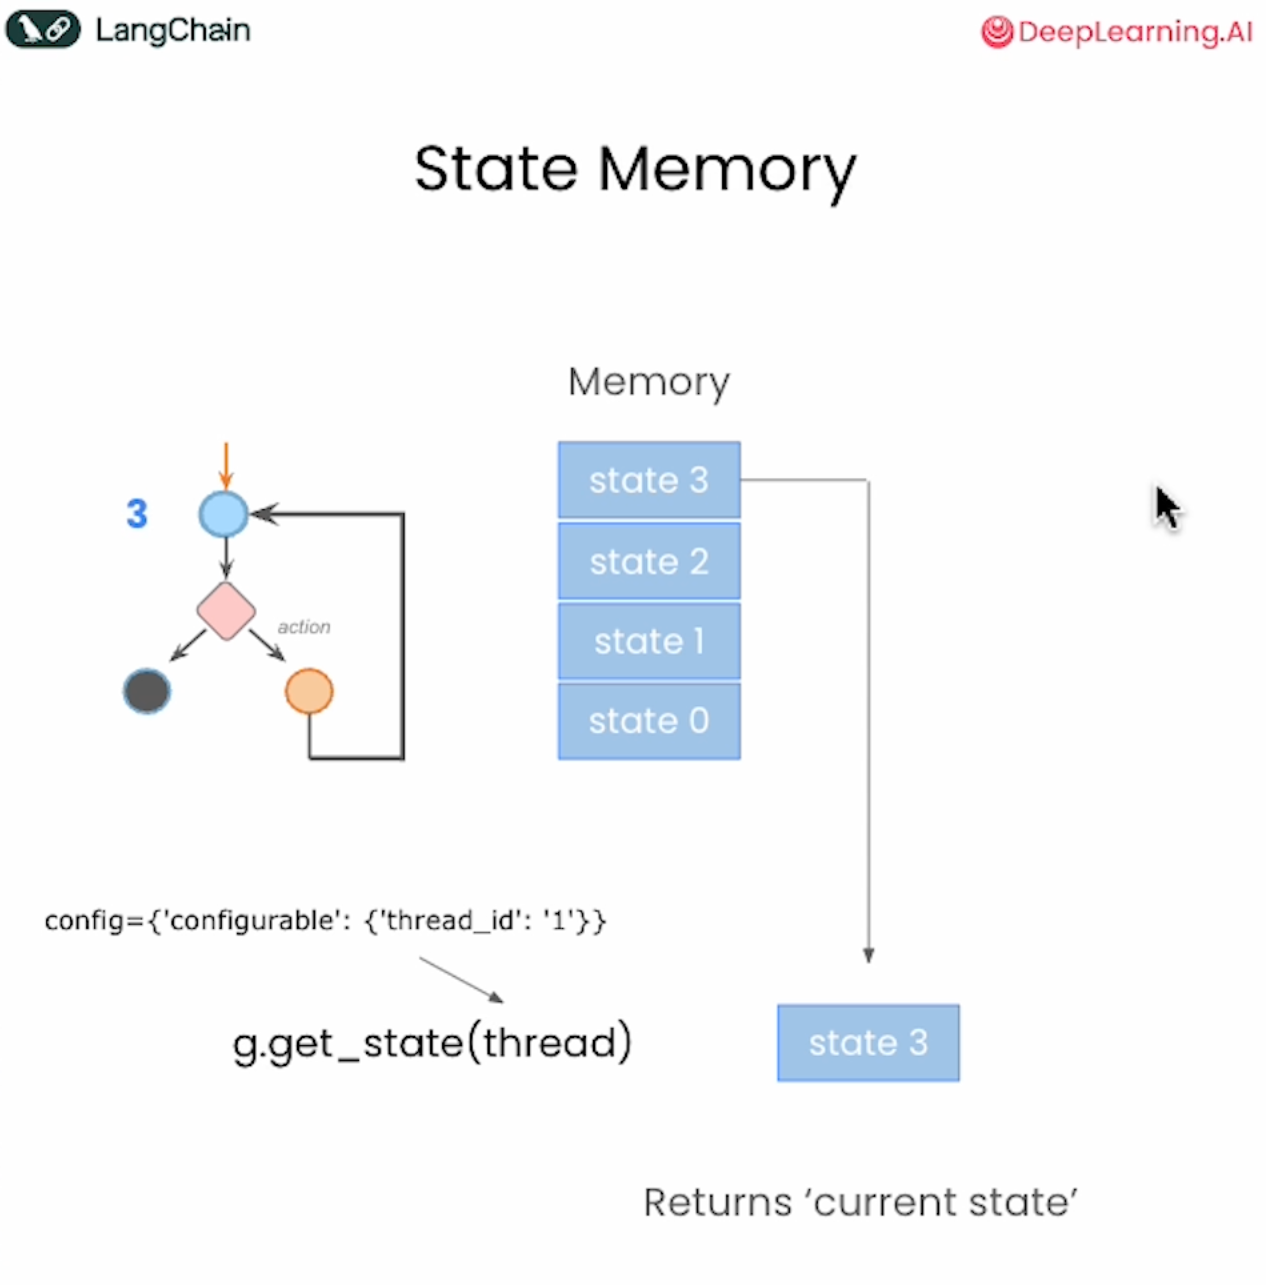 LangChain
DeepLearning.AI
State Memory
Memory
state 3
3
state 2
action
state 1
state 0
config={'configurable': {'thread_id': '1'}}
g.get_state(thread)
state 3
Returns ‘current state’